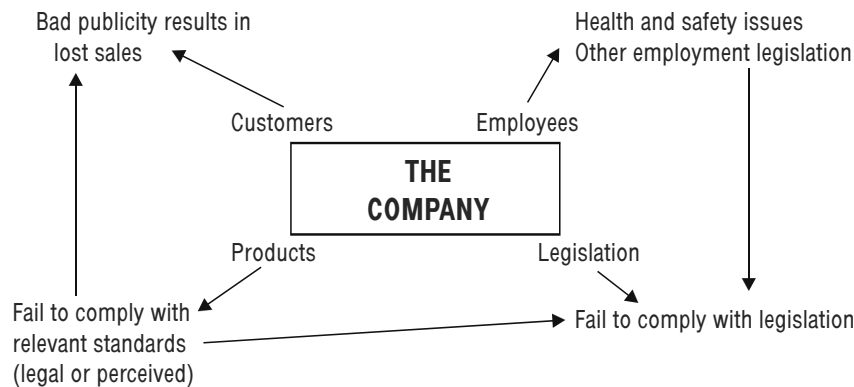 Bad publicity results in
lost sales
Health and safety issues
Other employment legislation
Customers
Employees
THE
COMPANY
Products
Legislation
Fail to comply with
relevant standards
(legal or perceived)
Fail to comply with legislation